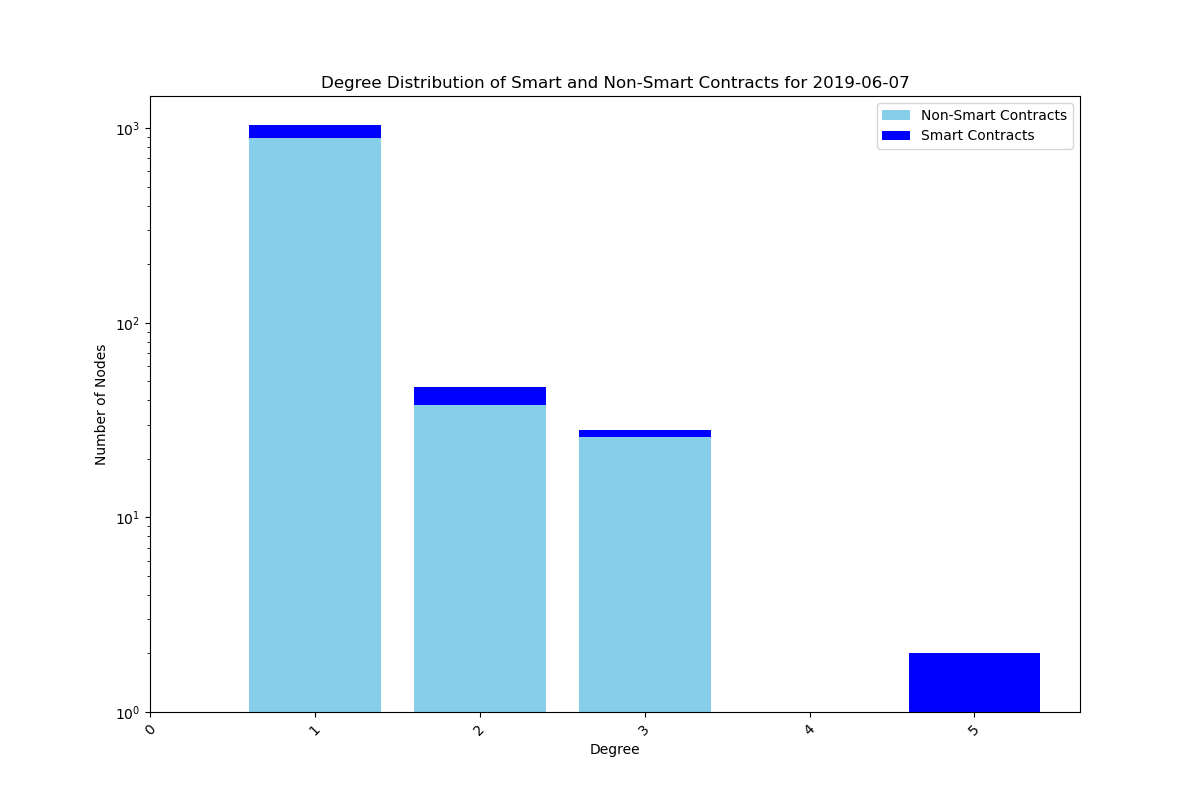 Degree Distribution of Smart and Non-Smart Contracts for 2019-06-07
Non-Smart Contracts
Smart Contracts
10³
10²
10¹
10⁰
Number of Nodes
0 1 2 3 4 5
Degree